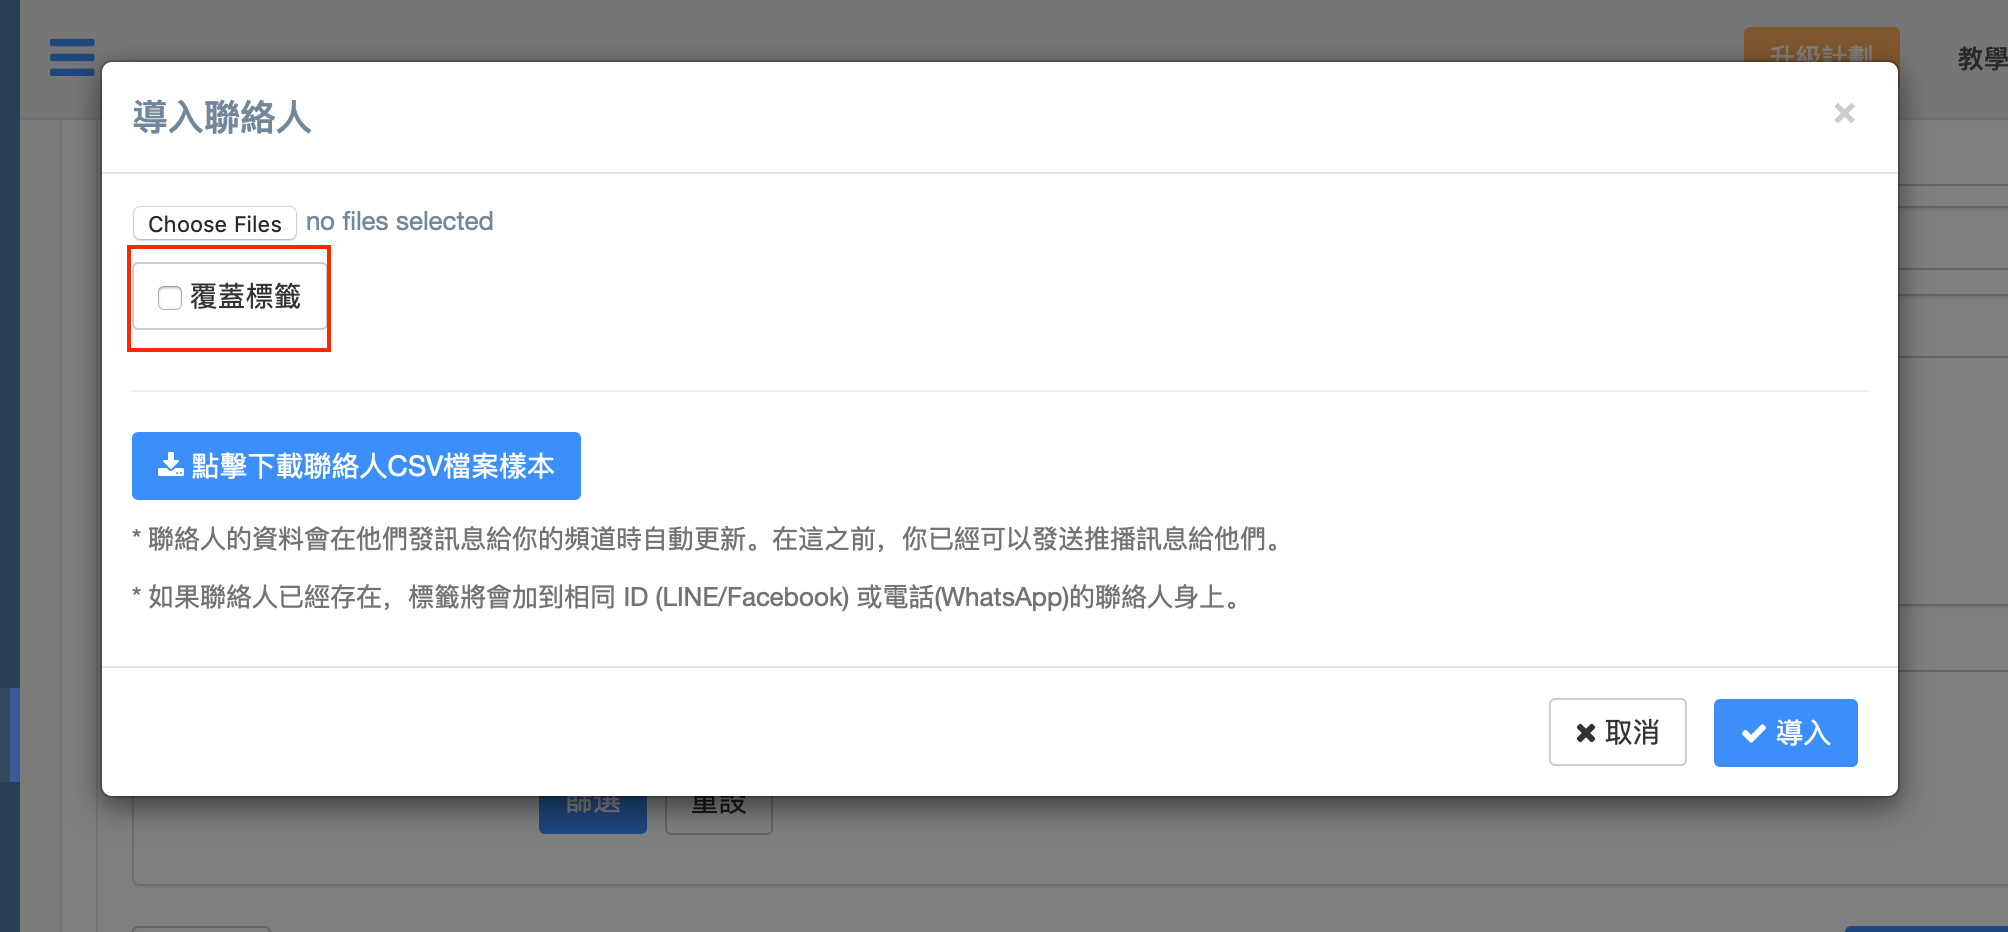 升級計劃
教學
導入聯絡人
×
Choose Files no files selected
覆蓋標籤
點擊下載聯絡人CSV檔案樣本
* 聯絡人的資料會在他們發訊息給你的頻道時自動更新。在這之前，你已經可以發送推播訊息給他們。
* 如果聯絡人已經存在，標籤將會加到相同 ID (LINE/Facebook) 或電話(WhatsApp)的聯絡人身上。
取消
導入
篩選
重設